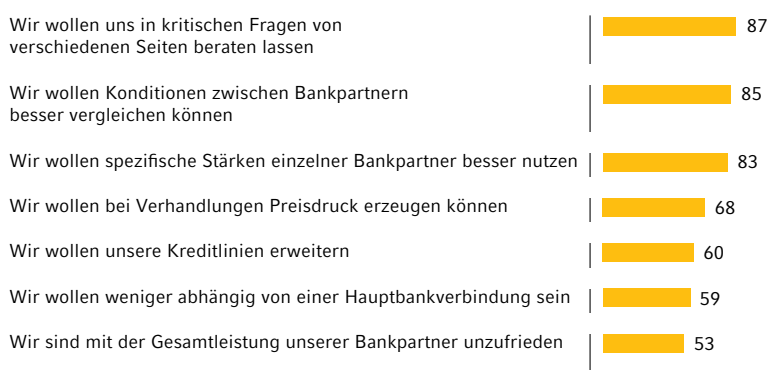 Wir wollen uns in kritischen Fragen von
verschiedenen Seiten beraten lassen
87
Wir wollen Konditionen zwischen Bankpartnern
besser vergleichen können
85
Wir wollen spezifische Stärken einzelner Bankpartner besser nutzen
83
Wir wollen bei Verhandlungen Preisdruck erzeugen können
68
Wir wollen unsere Kreditlinien erweitern
60
Wir wollen weniger abhängig von einer Hauptbankverbindung sein
59
Wir sind mit der Gesamtleistung unserer Bankpartner unzufrieden
53